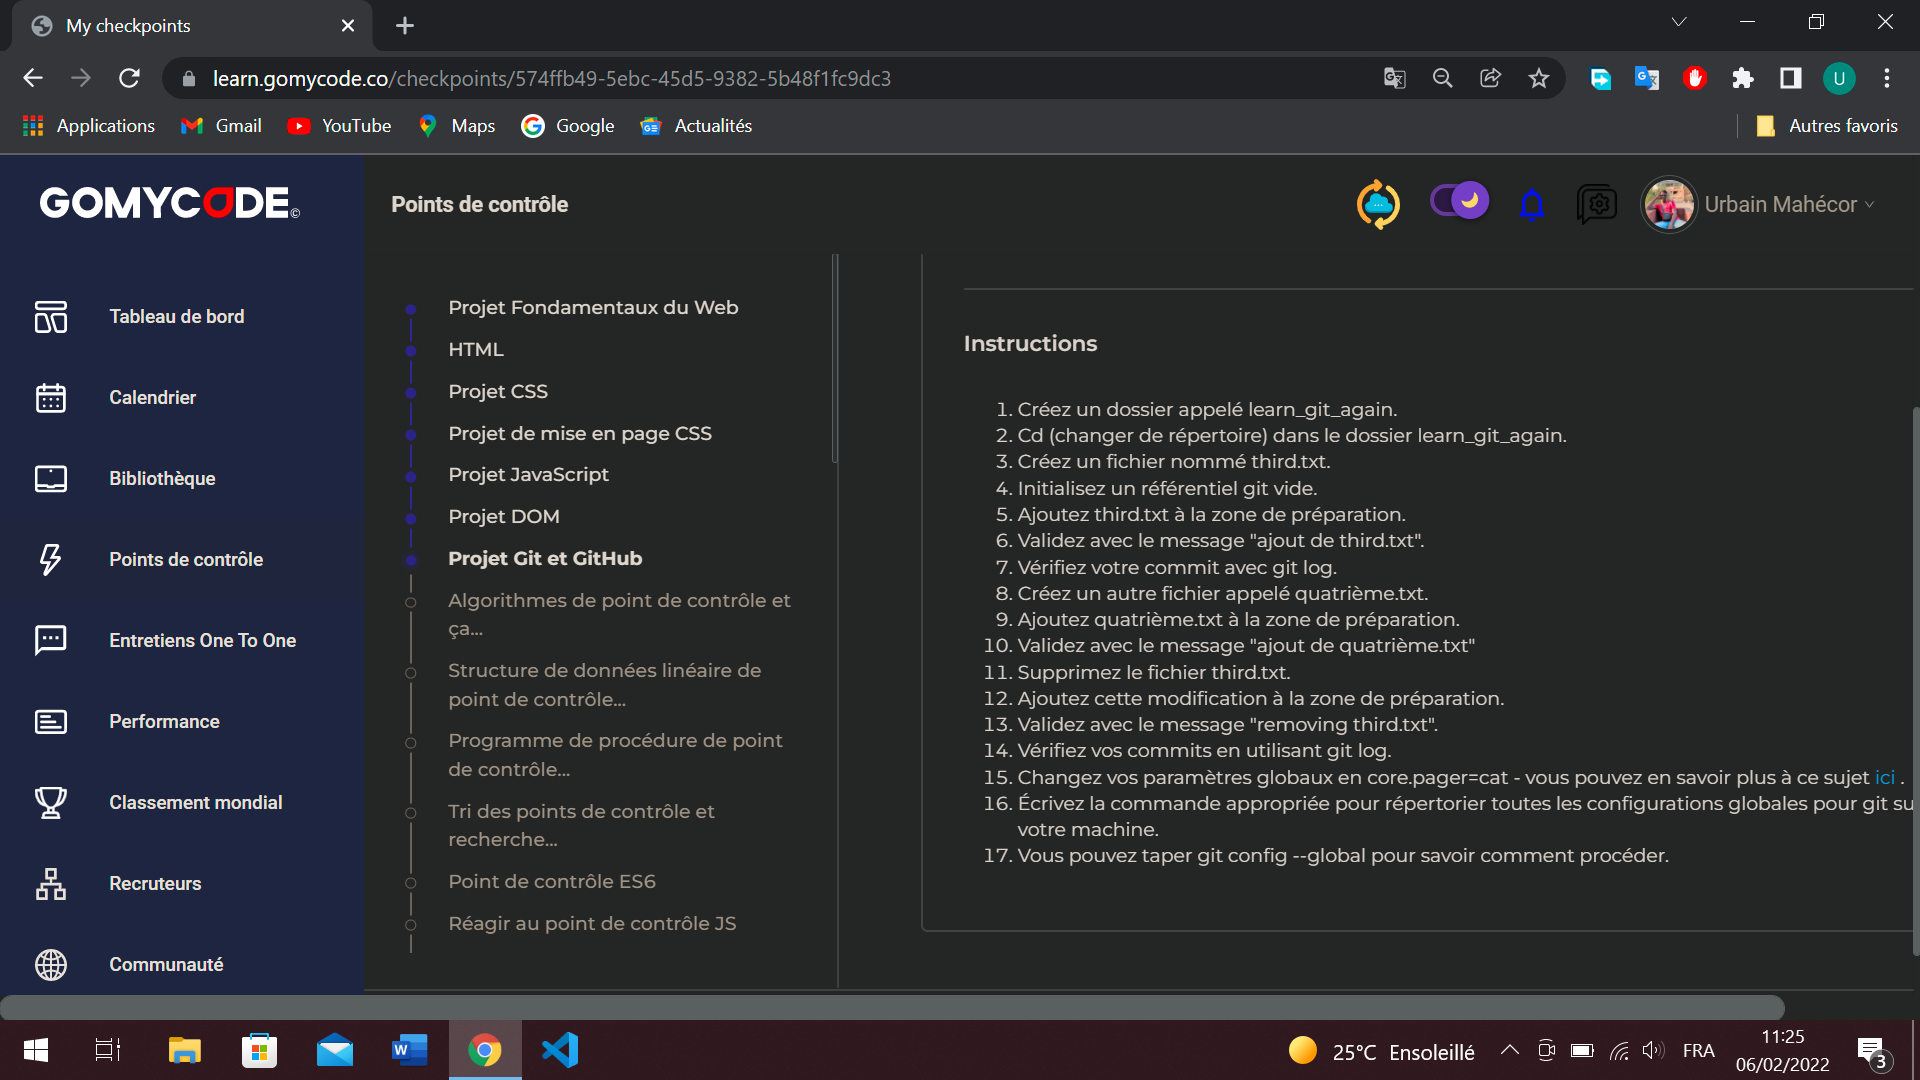 My checkpoints
learn.gomycode.co/checkpoints/574ffb49-5ebc-45d5-9382-5b48f1fc9dc3
U
Applications
Gmail
YouTube
Maps
Google
Actualités
Autres favoris
GOMYCODE©
Points de contrôle
Urbain Mahécor
Tableau de bord
Calendrier
Bibliothèque
Points de contrôle
Entretiens One To One
Performance
Classement mondial
Recruteurs
Communauté
Projet Fondamentaux du Web
HTML
Projet CSS
Projet de mise en page CSS
Projet JavaScript
Projet DOM
Projet Git et GitHub
Algorithmes de point de contrôle et
ça...
Structure de données linéaire de
point de contrôle...
Programme de procédure de point
de contrôle...
Tri des points de contrôle et
recherche...
Point de contrôle ES6
Réagir au point de contrôle JS
Instructions
1. Créez un dossier appelé learn_git_again.
2. Cd (changer de répertoire) dans le dossier learn_git_again.
3. Créez un fichier nommé third.txt.
4. Initialisez un référentiel git vide.
5. Ajoutez third.txt à la zone de préparation.
6. Validez avec le message "ajout de third.txt".
7. Vérifiez votre commit avec git log.
8. Créez un autre fichier appelé quatrième.txt.
9. Ajoutez quatrième.txt à la zone de préparation.
10. Validez avec le message "ajout de quatrième.txt"
11. Supprimez le fichier third.txt.
12. Ajoutez cette modification à la zone de préparation.
13. Validez avec le message "removing third.txt".
14. Vérifiez vos commits en utilisant git log.
15. Changez vos paramètres globaux en core.pager=cat - vous pouvez en savoir plus à ce sujet ici .
16. Écrivez la commande appropriée pour répertorier toutes les configurations globales pour git su
votre machine.
17. Vous pouvez taper git config --global pour savoir comment procéder.
25°C Ensoleillé
FRA
11:25
06/02/2022
3